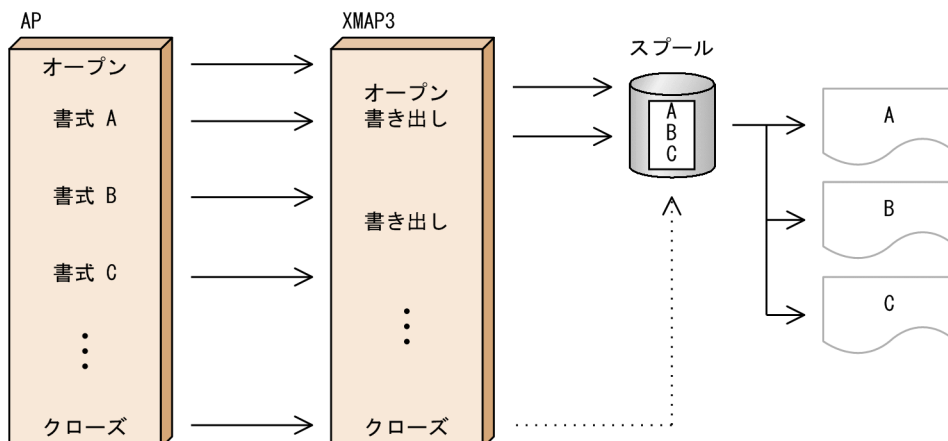 AP
オープン
書式 A
書式 B
書式 C
⋮
クローズ
XMAP3
オープン
書き出し
書き出し
⋮
クローズ
スプール
A
B
C
A
B
C